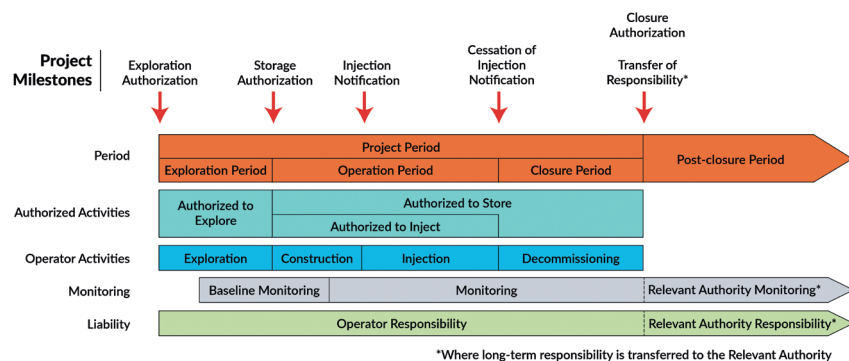 Project
Milestones
Exploration
Authorization
Storage
Authorization
Injection
Notification
Cessation of
Injection
Notification
Closure
Authorization
Transfer of
Responsibility*
Period
Project Period
Post-closure Period
Exploration Period
Operation Period
Closure Period
Authorized Activities
Authorized to
Explore
Authorized to Store
Authorized to Inject
Operator Activities
Exploration
Construction
Injection
Decommissioning
Monitoring
Baseline Monitoring
Monitoring
Relevant Authority Monitoring*
Liability
Operator Responsibility
Relevant Authority Responsibility*
*Where long-term responsibility is transferred to the Relevant Authority